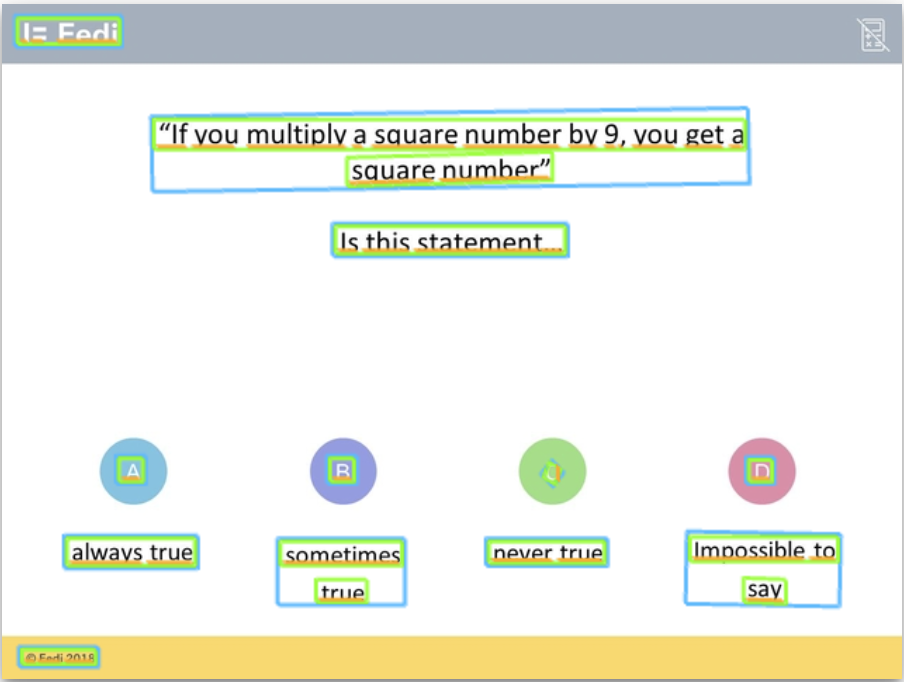 Eedi
“If you multiply a square number by 9, you get a
square number”
Is this statement...
A
B
C
D
always true
sometimes
true
never true
Impossible to
say
© Eedi 2018